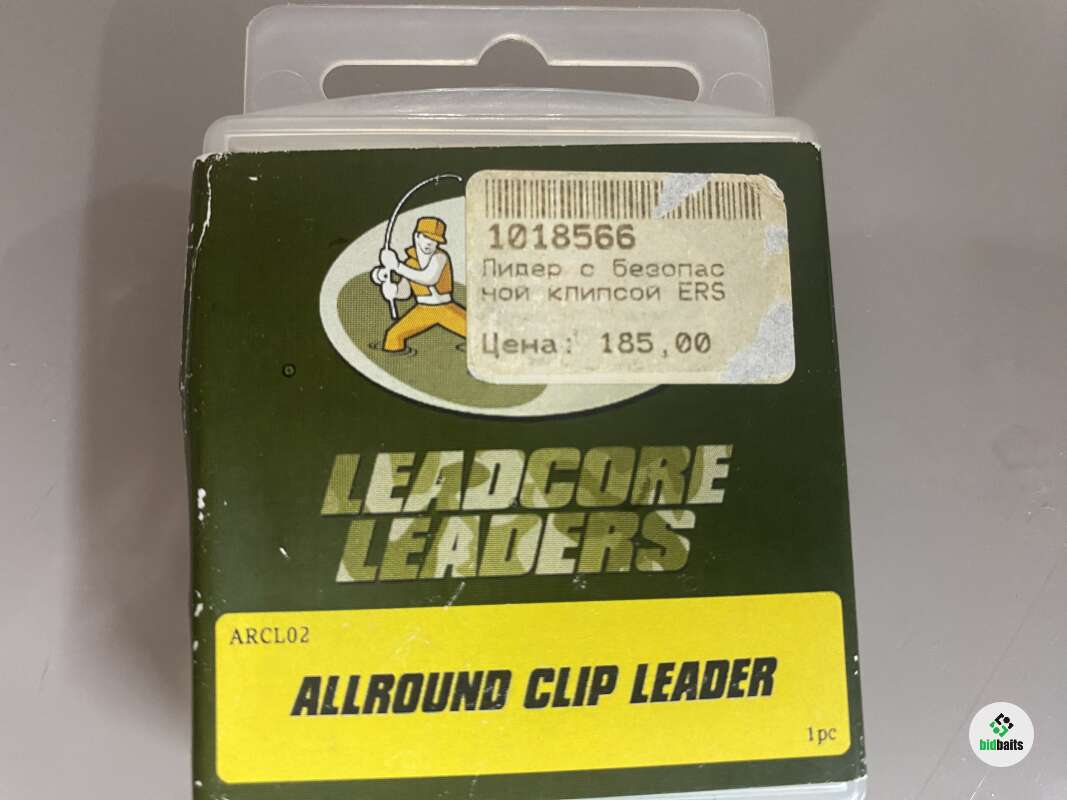 1018566
Лидер с безопас
ной клипсой ERS
Цена: 185,00
LEADCORE
LEADERS
ARCL02
ALLROUND CLIP LEADER
1pc
bidbaits